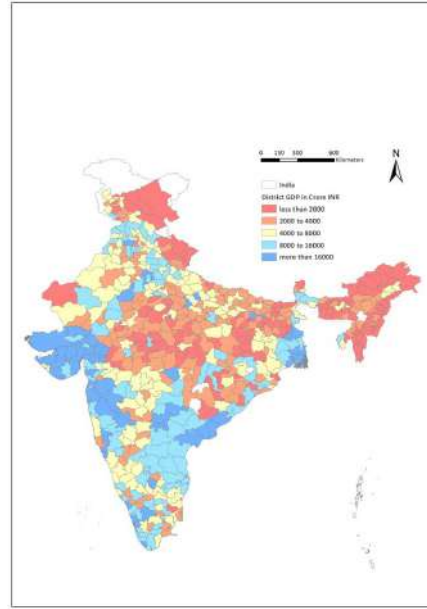 N
0 150 300 600
Kilometers
India
District GDP in Crore INR
less than 2000
2000 to 4000
4000 to 8000
8000 to 16000
more than 16000